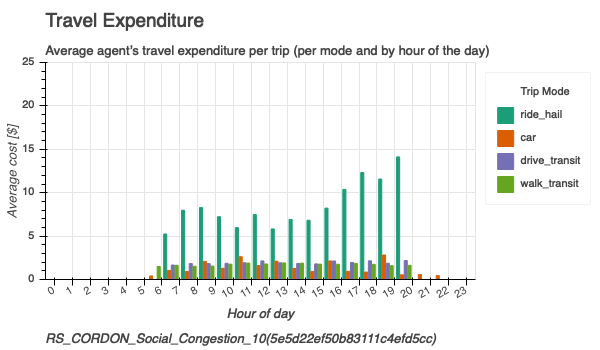 Travel Expenditure
Average agent's travel expenditure per trip (per mode and by hour of the day)
25
20
15
10
5
0
Average cost [$]
0 1 2 3 4 5 6 7 8 9 10 11 12 13 14 15 16 17 18 19 20 21 22 23
Hour of day
Trip Mode
ride_hail
car
drive_transit
walk_transit
RS_CORDON_Social_Congestion_10(5e5d22ef50b83111c4efd5cc)